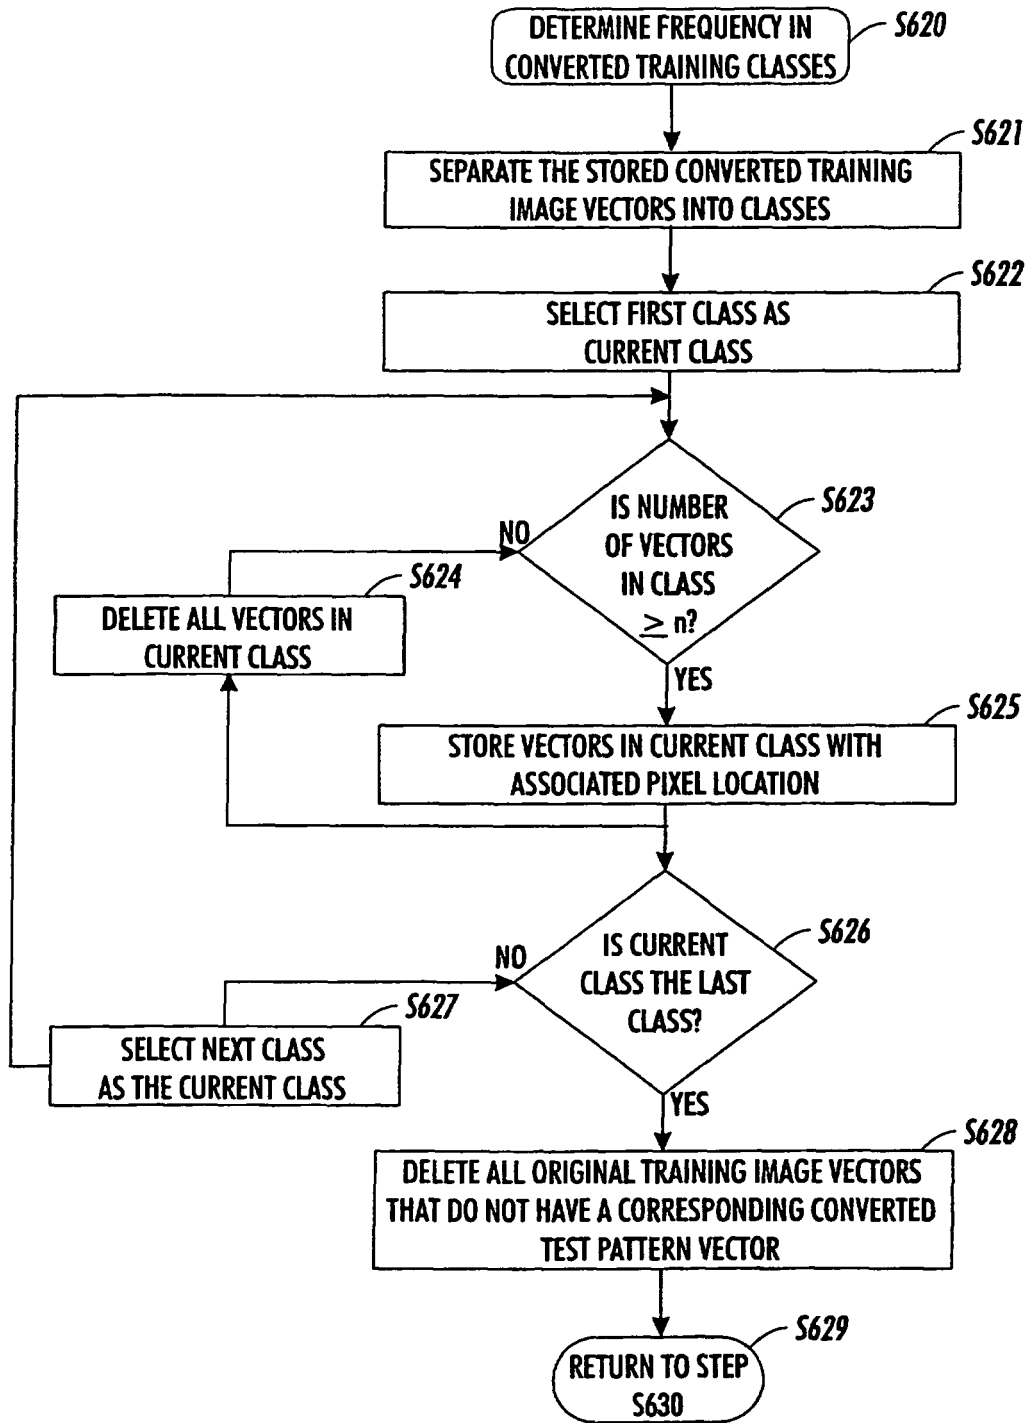 DETERMINE FREQUENCY IN
CONVERTED TRAINING CLASSES
S620
S621
SEPARATE THE STORED CONVERTED TRAINING
IMAGE VECTORS INTO CLASSES
S622
SELECT FIRST CLASS AS
CURRENT CLASS
S623
IS NUMBER
OF VECTORS
IN CLASS
≥ n?
NO
S624
DELETE ALL VECTORS IN
CURRENT CLASS
YES
S625
STORE VECTORS IN CURRENT CLASS WITH
ASSOCIATED PIXEL LOCATION
S626
IS CURRENT
CLASS THE LAST
CLASS?
NO
S627
SELECT NEXT CLASS
AS THE CURRENT CLASS
YES
S628
DELETE ALL ORIGINAL TRAINING IMAGE VECTORS
THAT DO NOT HAVE A CORRESPONDING CONVERTED
TEST PATTERN VECTOR
S629
RETURN TO STEP
S630